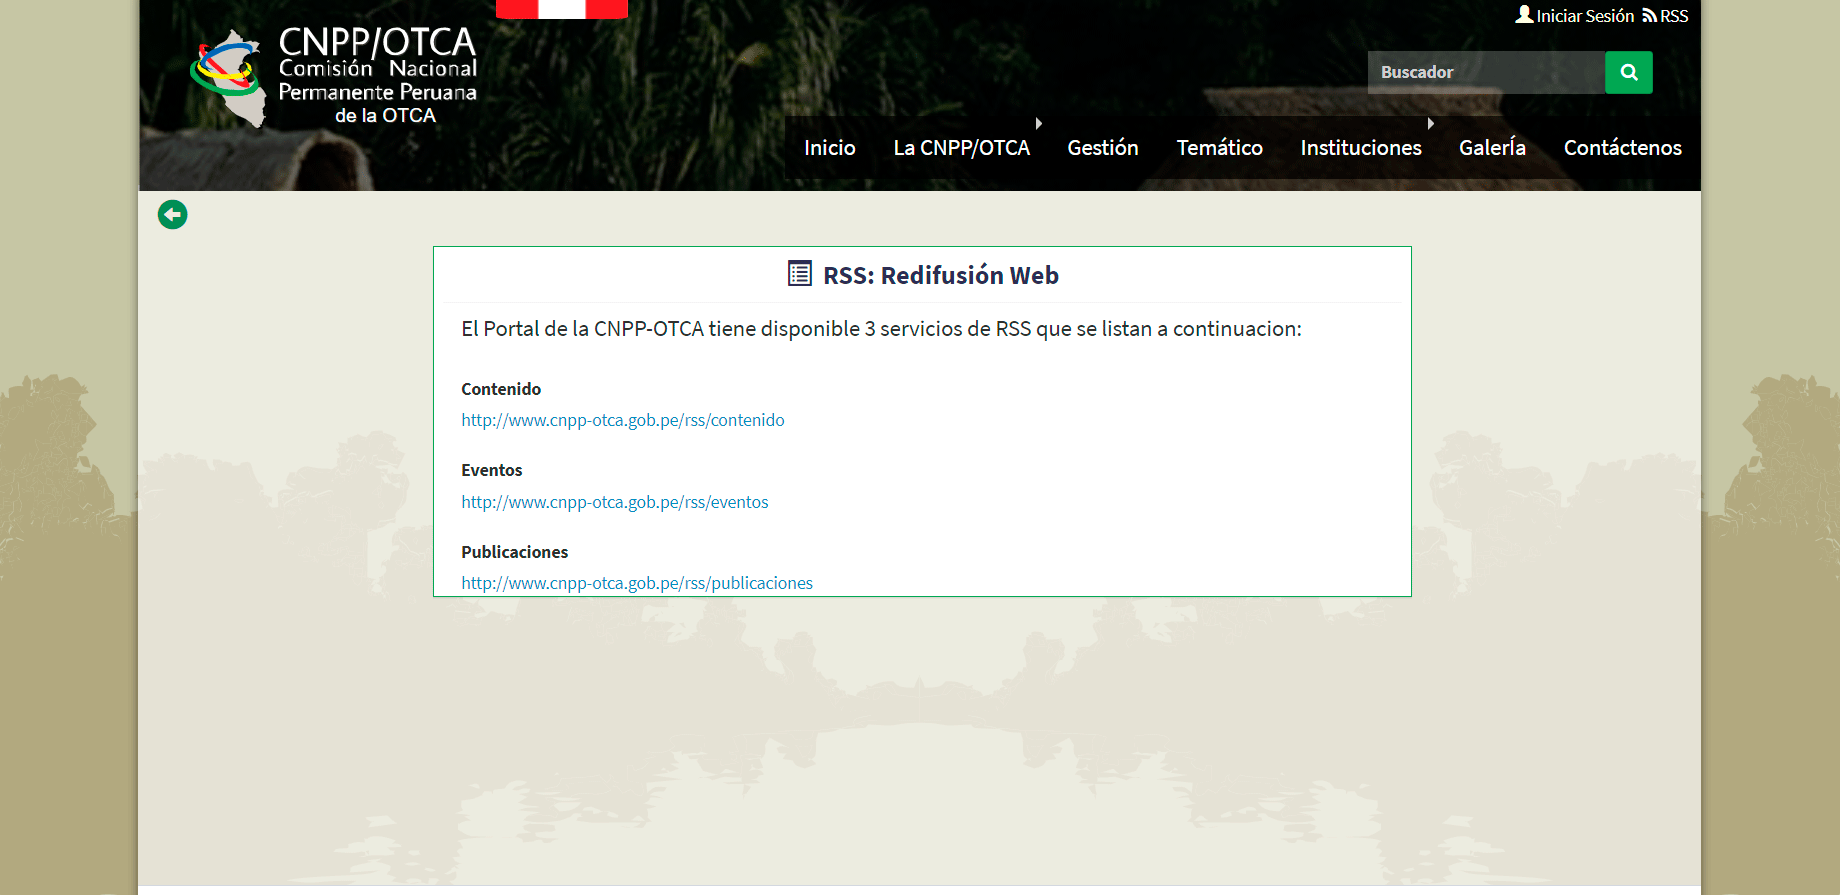 CNPP/OTCA
Comisión Nacional
Permanente Peruana
de la OTCA
Iniciar Sesión RSS
Buscador
Inicio La CNPP/OTCA Gestión Temático Instituciones GalerÍa Contáctenos
RSS: Redifusión Web
El Portal de la CNPP-OTCA tiene disponible 3 servicios de RSS que se listan a continuacion:
Contenido
http://www.cnpp-otca.gob.pe/rss/contenido
Eventos
http://www.cnpp-otca.gob.pe/rss/eventos
Publicaciones
http://www.cnpp-otca.gob.pe/rss/publicaciones